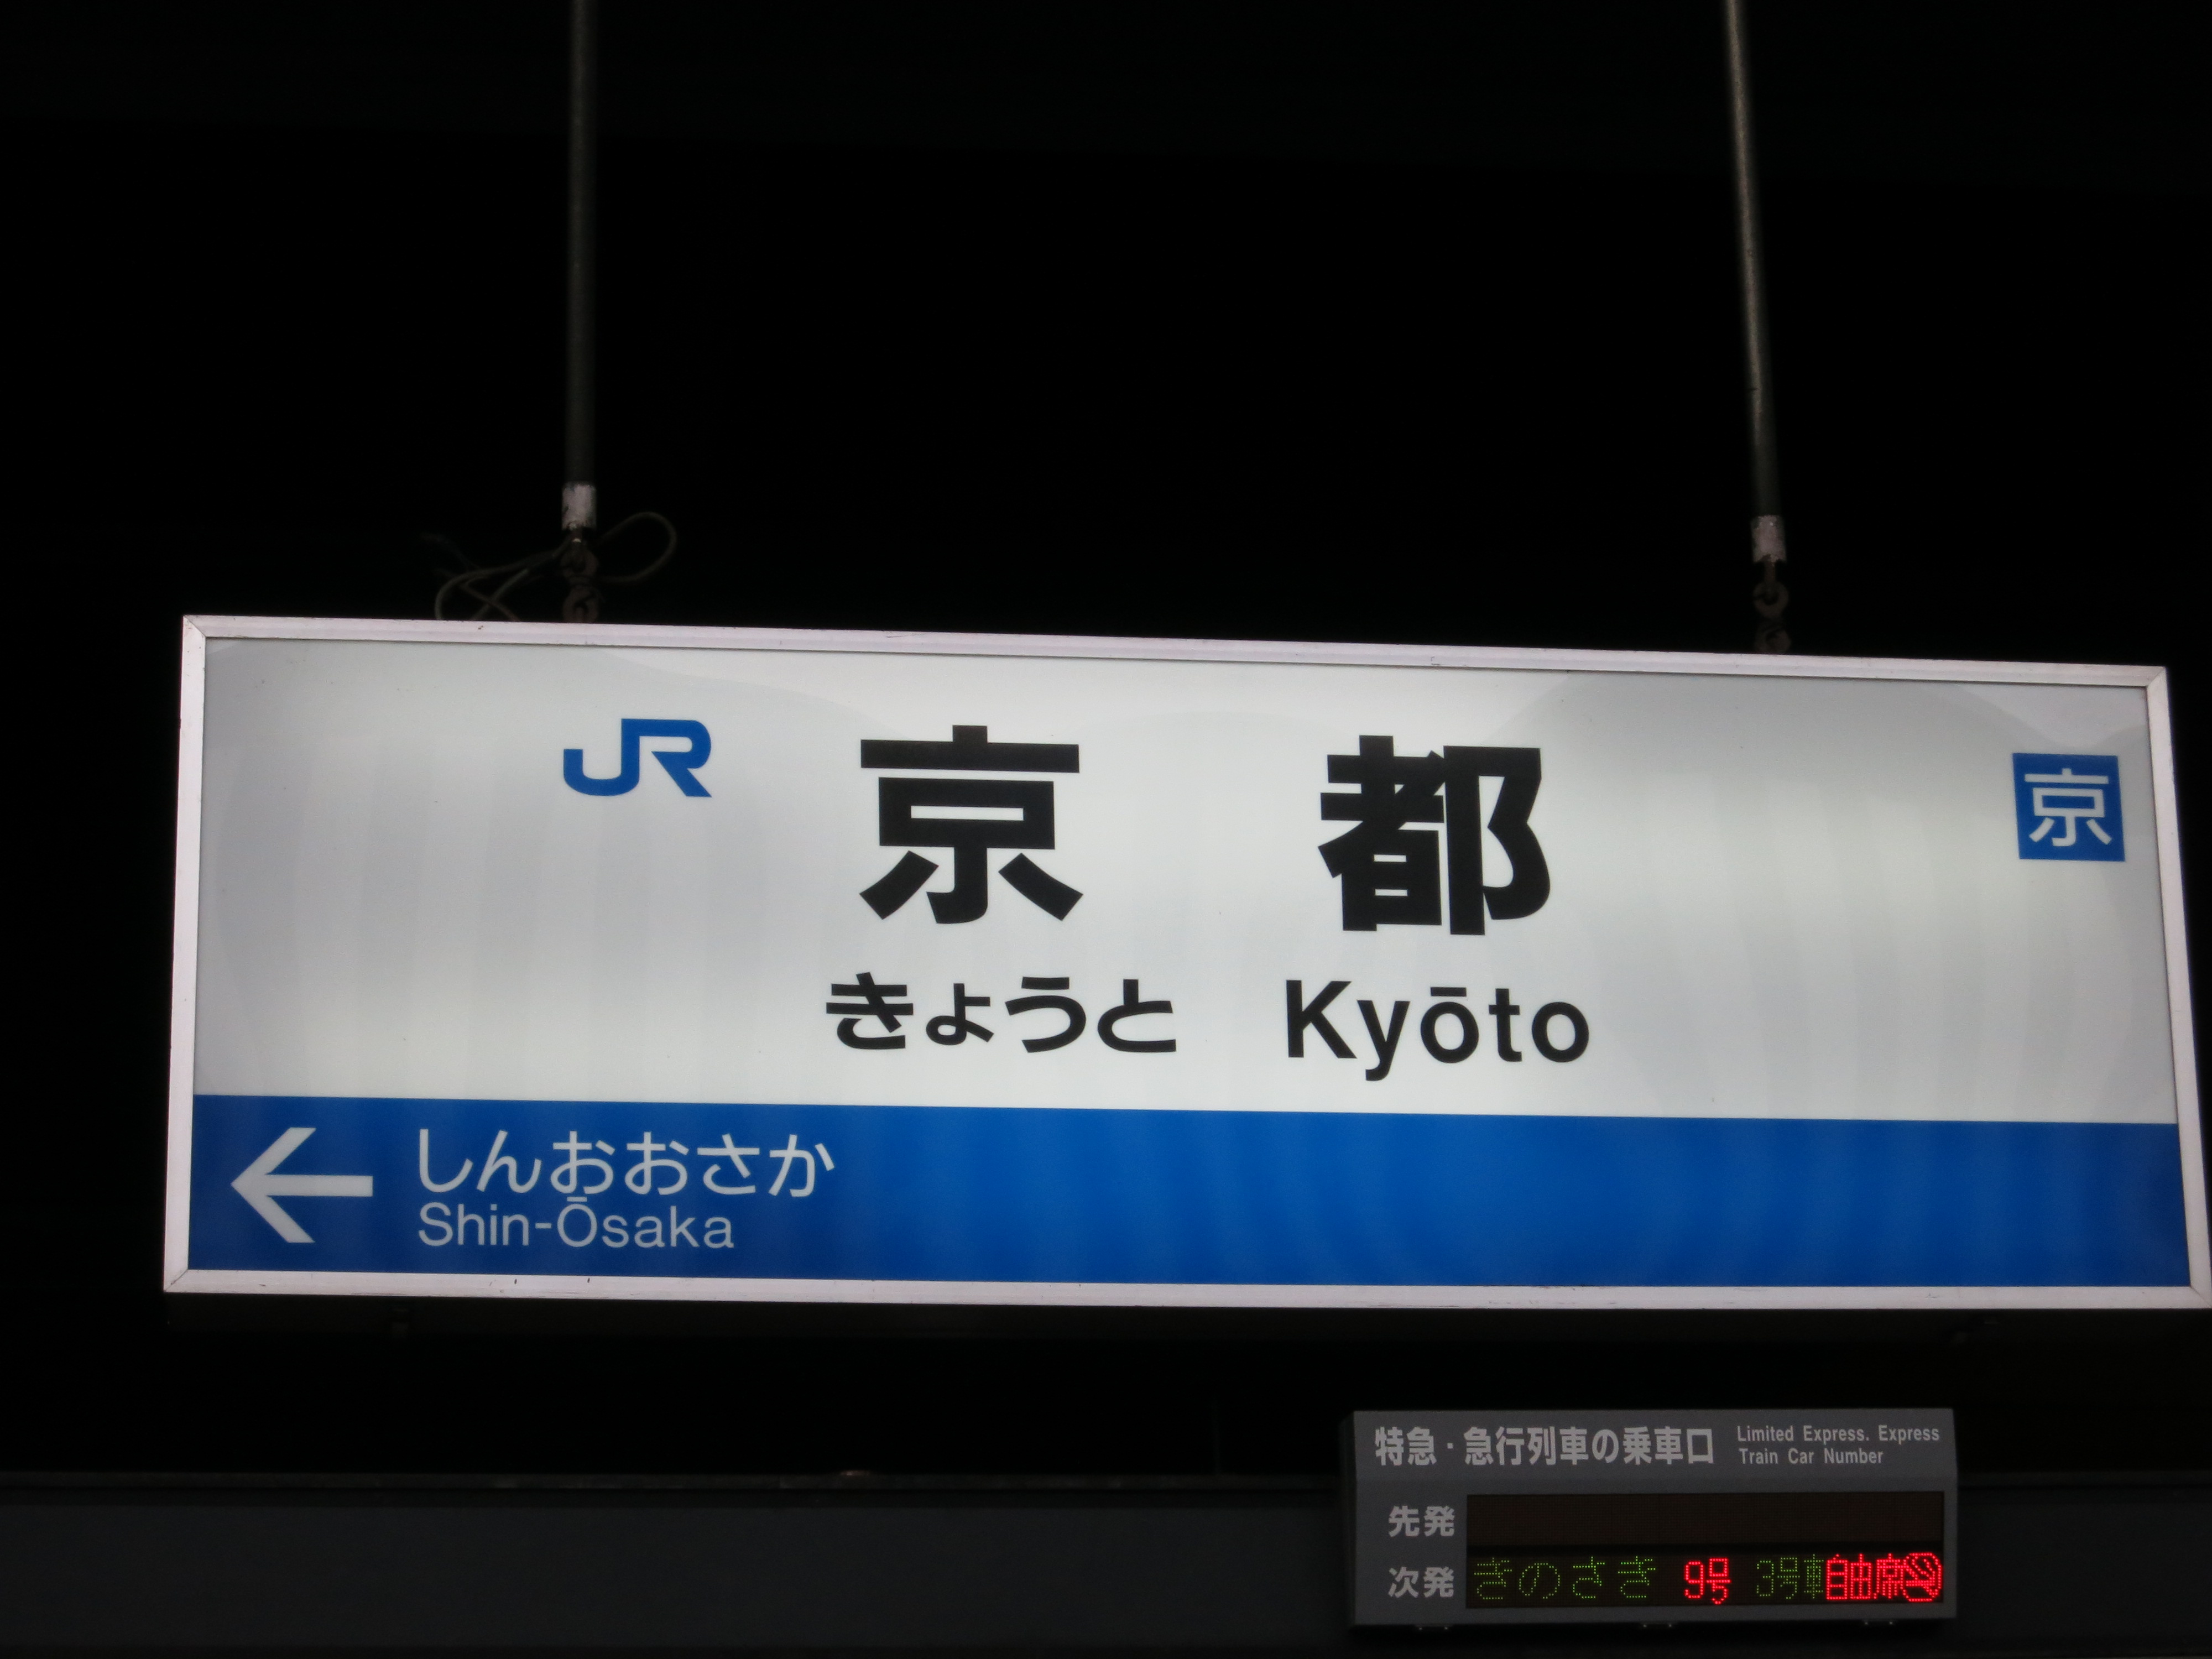 JR 京都 京
きょうと Kyōto
← しんおおさか
Shin-Ōsaka
特急・急行列車の乗車口 Limited Express. Express
Train Car Number
先発
次発 きのさき 9号 3号車自由席